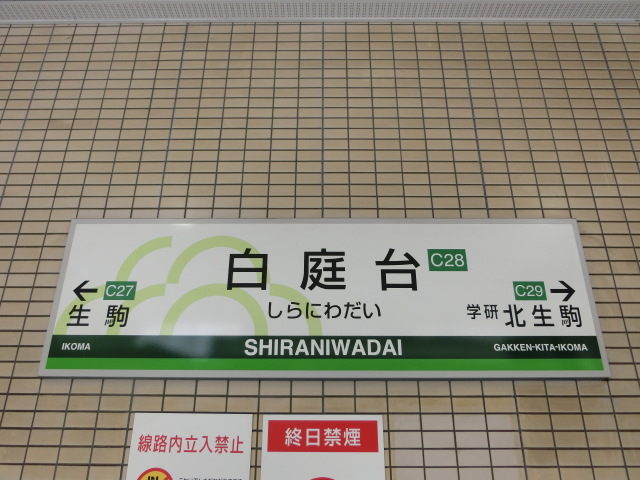 白庭台 C28
しらにわだい
← C27
生駒
C29 →
学研北生駒
IKOMA
SHIRANIWADAI
GAKKEN-KITA-IKOMA
線路内立入禁止
終日禁煙